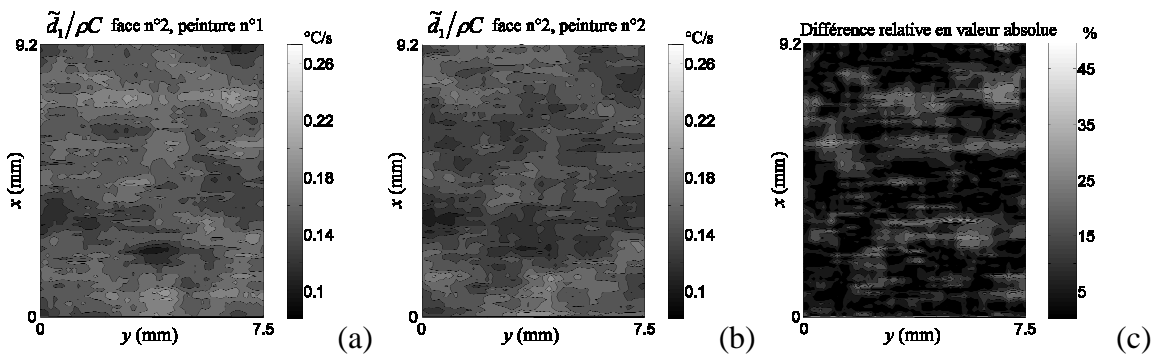 d̃₁/ρC face n°2, peinture n°1
9.2
x (mm)
0
0
y (mm)
7.5
°C/s
0.26
0.22
0.18
0.14
0.1
(a)
d̃₁/ρC face n°2, peinture n°2
9.2
x (mm)
0
0
y (mm)
7.5
°C/s
0.26
0.22
0.18
0.14
0.1
(b)
Différence relative en valeur absolue
9.2
x (mm)
0
0
y (mm)
7.5
%
45
35
25
15
5
(c)